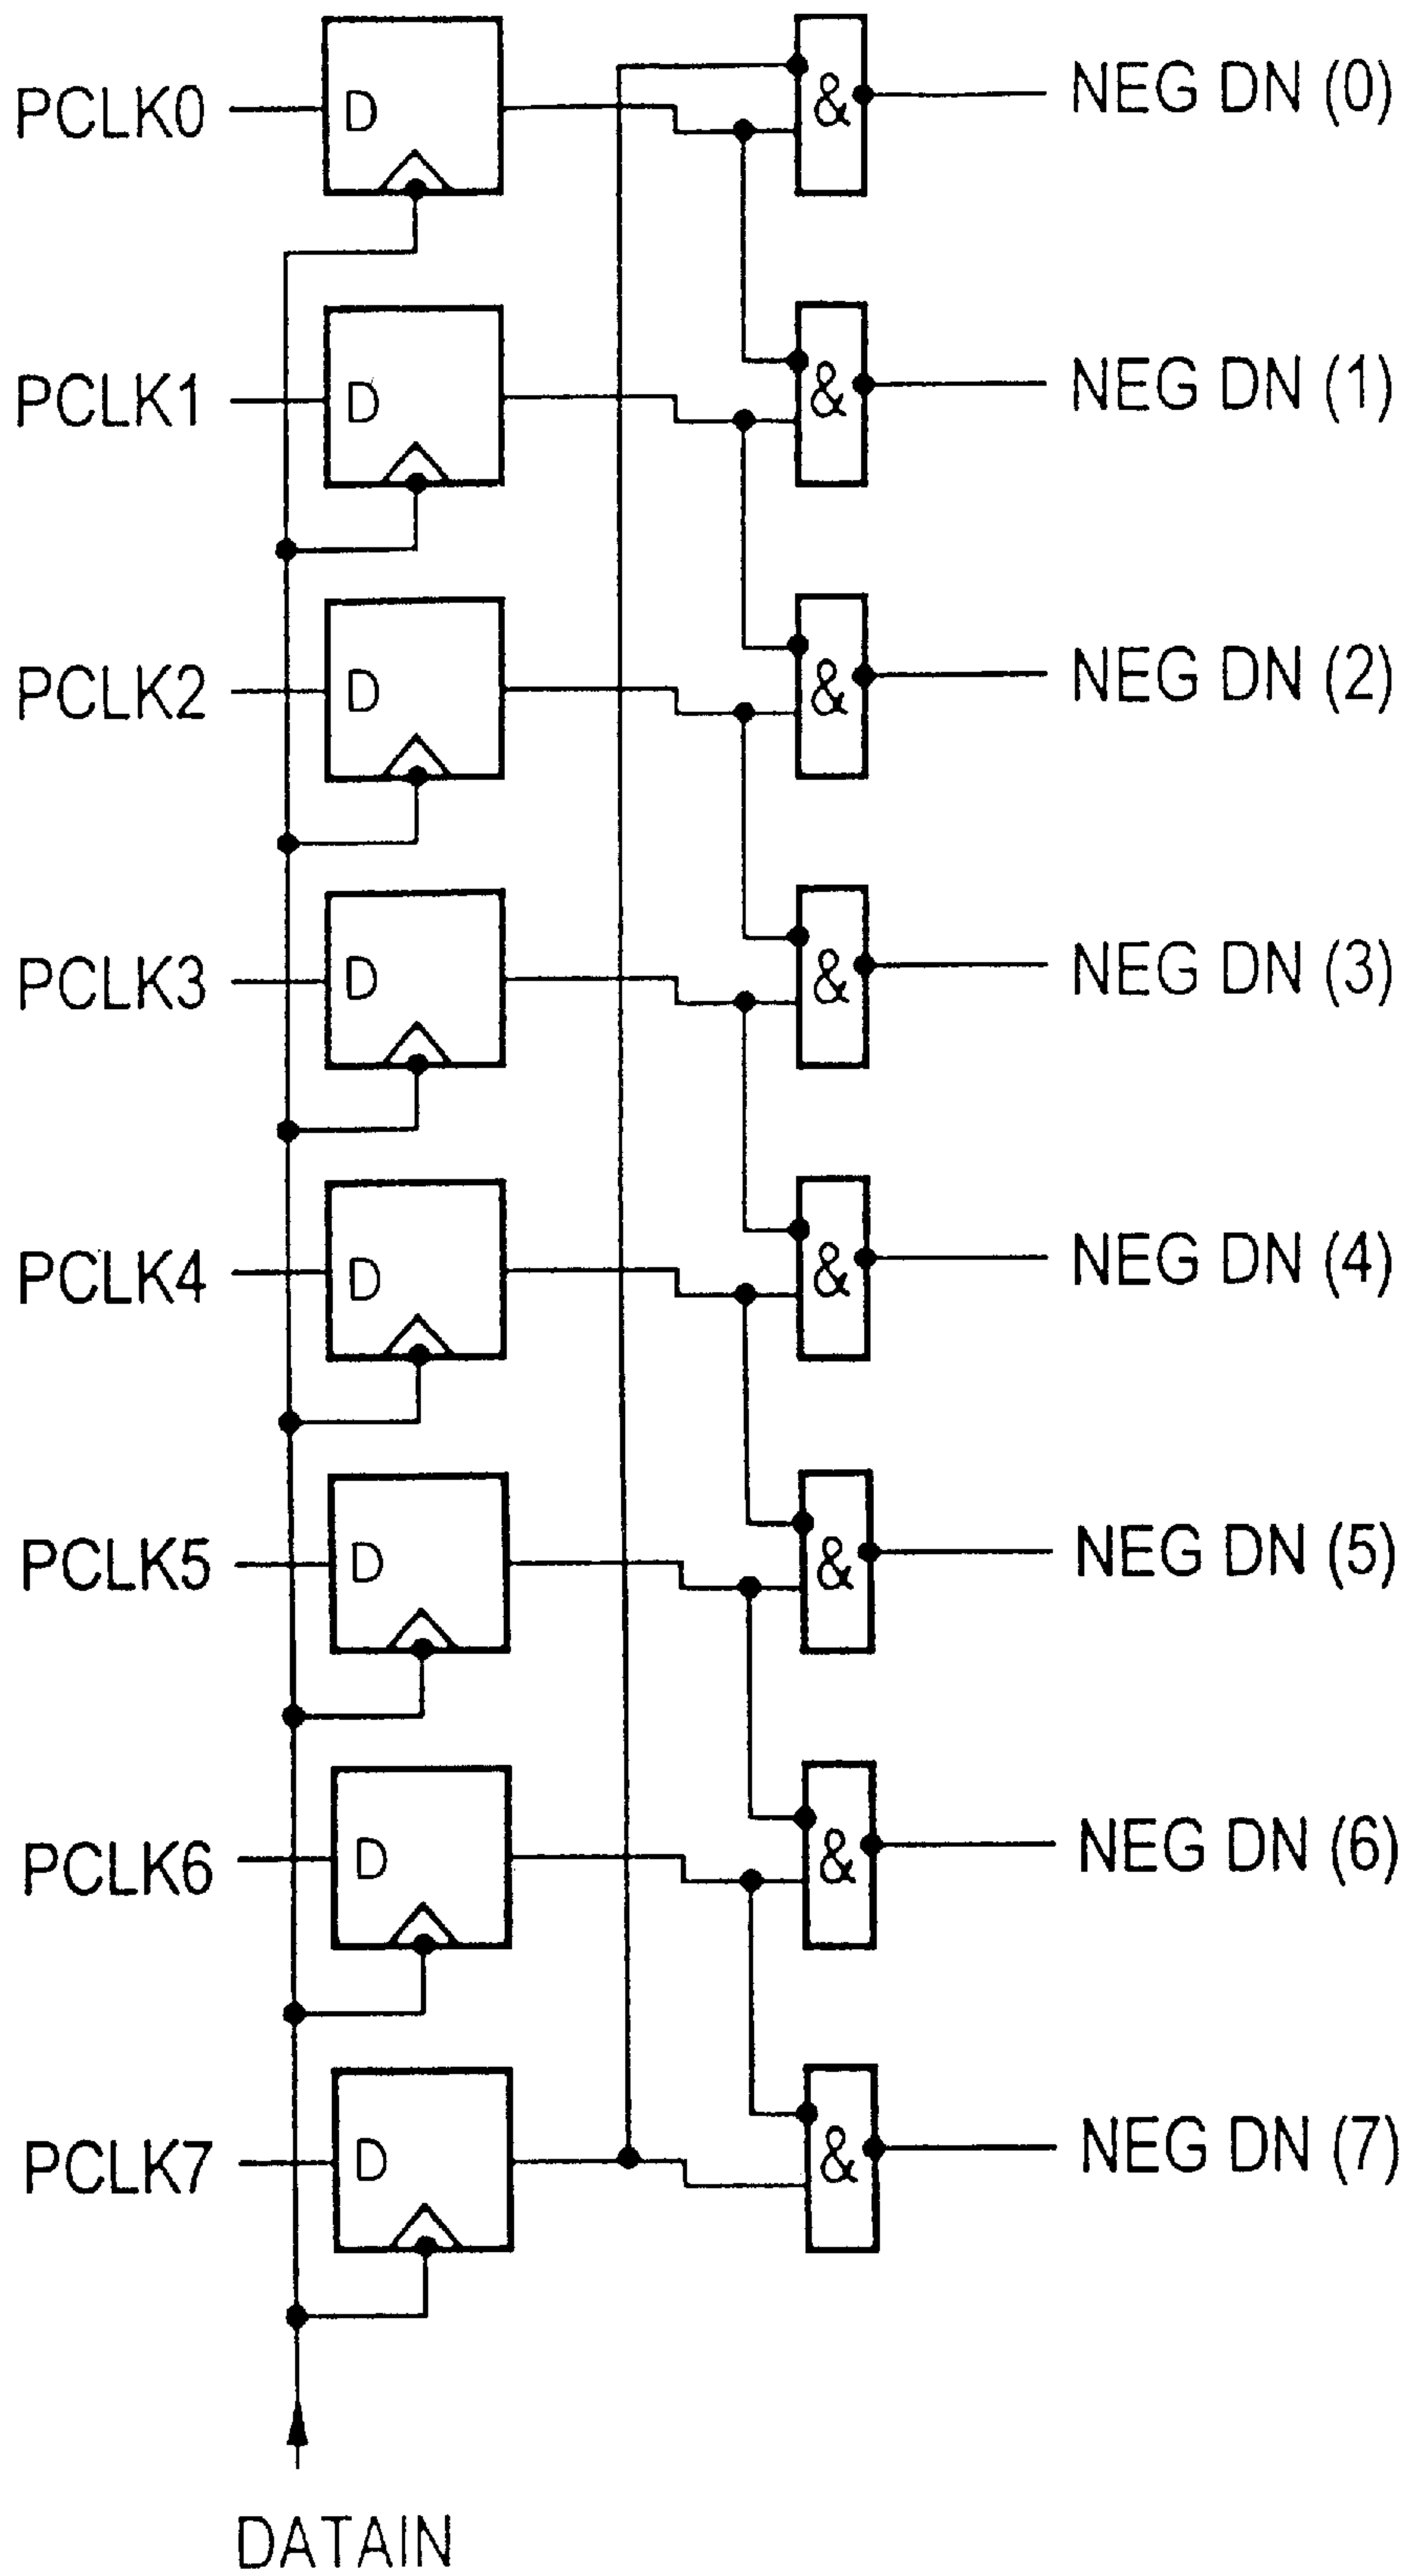 PCLK0 D & NEG DN (0)
PCLK1 D & NEG DN (1)
PCLK2 D & NEG DN (2)
PCLK3 D & NEG DN (3)
PCLK4 D & NEG DN (4)
PCLK5 D & NEG DN (5)
PCLK6 D & NEG DN (6)
PCLK7 D & NEG DN (7)
DATAIN